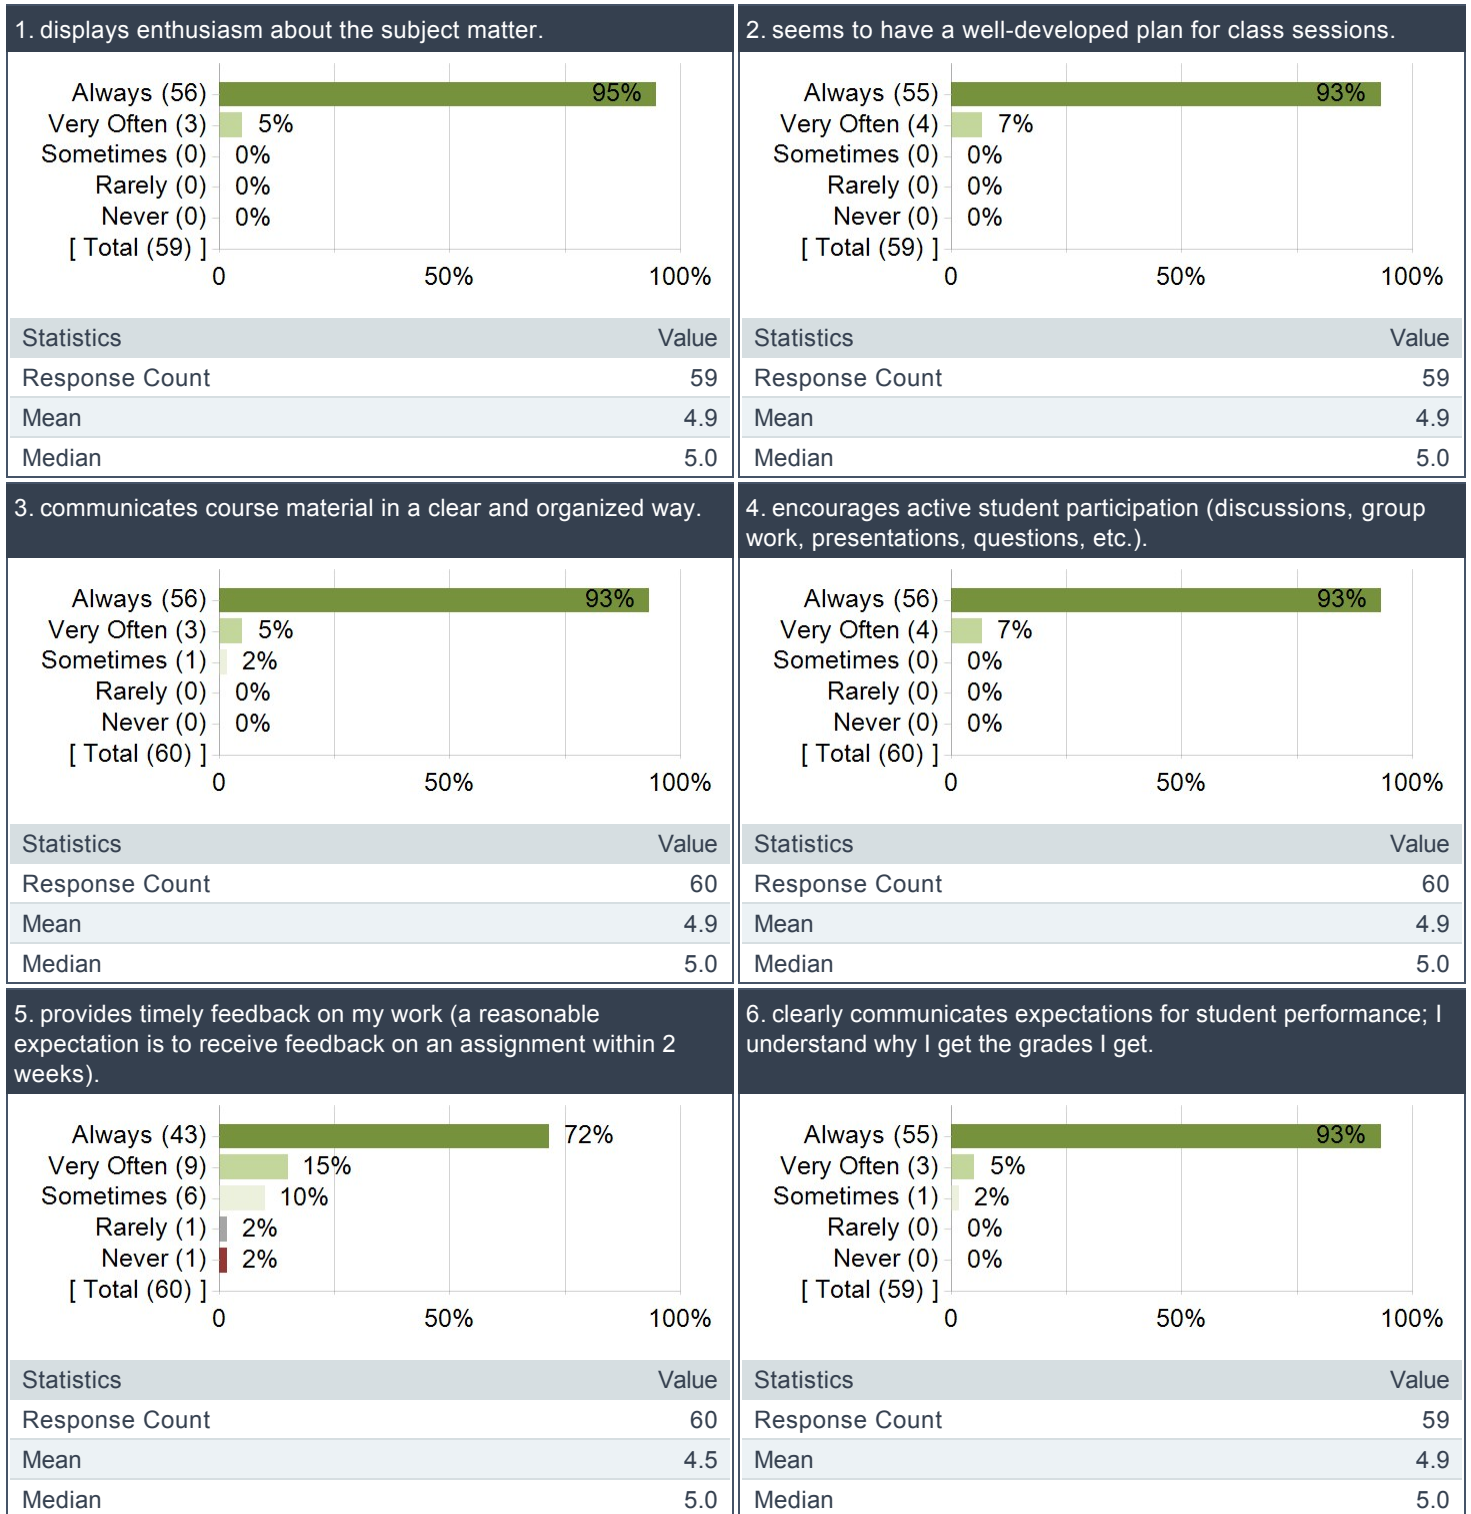 1. displays enthusiasm about the subject matter.
Always (56) 95%
Very Often (3) 5%
Sometimes (0) 0%
Rarely (0) 0%
Never (0) 0%
[ Total (59) ]
0 50% 100%
Statistics Value
Response Count 59
Mean 4.9
Median 5.0
2. seems to have a well-developed plan for class sessions.
Always (55) 93%
Very Often (4) 7%
Sometimes (0) 0%
Rarely (0) 0%
Never (0) 0%
[ Total (59) ]
0 50% 100%
Statistics Value
Response Count 59
Mean 4.9
Median 5.0
3. communicates course material in a clear and organized way.
Always (56) 93%
Very Often (3) 5%
Sometimes (1) 2%
Rarely (0) 0%
Never (0) 0%
[ Total (60) ]
0 50% 100%
Statistics Value
Response Count 60
Mean 4.9
Median 5.0
4. encourages active student participation (discussions, group
work, presentations, questions, etc.).
Always (56) 93%
Very Often (4) 7%
Sometimes (0) 0%
Rarely (0) 0%
Never (0) 0%
[ Total (60) ]
0 50% 100%
Statistics Value
Response Count 60
Mean 4.9
Median 5.0
5. provides timely feedback on my work (a reasonable
expectation is to receive feedback on an assignment within 2
weeks).
Always (43) 72%
Very Often (9) 15%
Sometimes (6) 10%
Rarely (1) 2%
Never (1) 2%
[ Total (60) ]
0 50% 100%
Statistics Value
Response Count 60
Mean 4.5
Median 5.0
6. clearly communicates expectations for student performance; I
understand why I get the grades I get.
Always (55) 93%
Very Often (3) 5%
Sometimes (1) 2%
Rarely (0) 0%
Never (0) 0%
[ Total (59) ]
0 50% 100%
Statistics Value
Response Count 59
Mean 4.9
Median 5.0